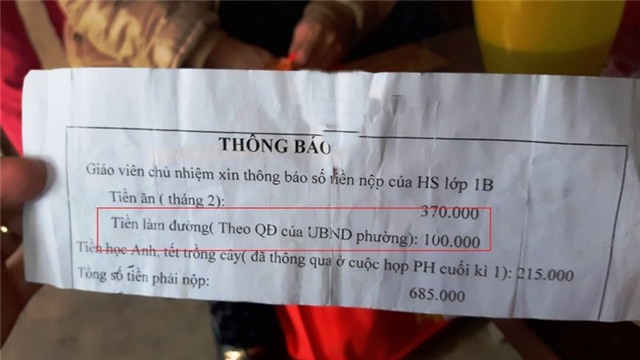 THÔNG BÁO
Giáo viên chủ nhiệm xin thông báo số tiền nộp của HS lớp 1B
Tiền ăn ( tháng 2): 370.000
Tiền làm đường( Theo QĐ của UBND phường): 100.000
Tiền học Anh, tết trồng cây( đã thông qua ở cuộc họp PH cuối kì 1): 215.000
Tổng số tiền phải nộp: 685.000